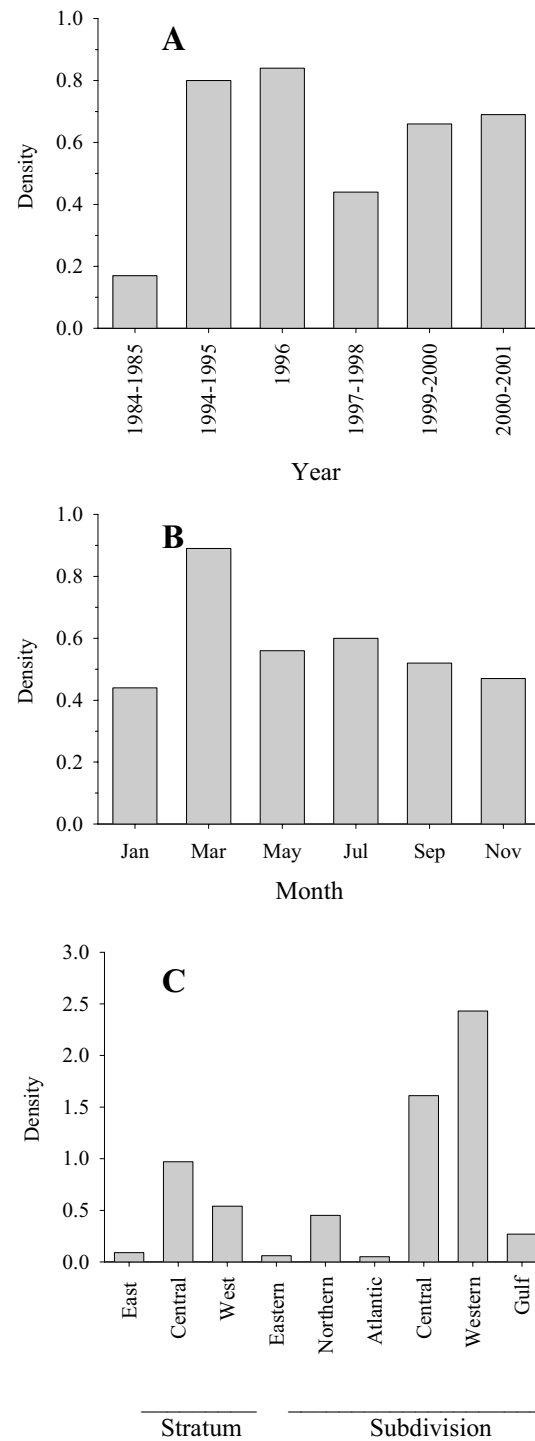 A
Density
1.0
0.8
0.6
0.4
0.2
0.0
1984-1985
1994-1995
1996
1997-1998
1999-2000
2000-2001
Year
B
Density
1.0
0.8
0.6
0.4
0.2
0.0
Jan Mar May Jul Sep Nov
Month
C
Density
3.0
2.5
2.0
1.5
1.0
0.5
0.0
East
Central
West
Eastern
Northern
Atlantic
Central
Western
Gulf
Stratum Subdivision